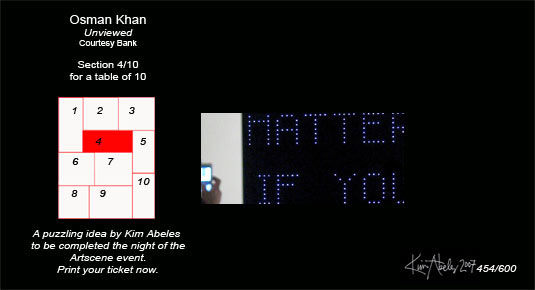 Osman Khan
Unviewed
Courtesy Bank
Section 4/10
for a table of 10
1 2 3
4 5
6 7
10
8 9
A puzzling idea by Kim Abeles
to be completed the night of the
Artscene event.
Print your ticket now.
MATTER
IF YOU
Kim Abeles 2007 454/600